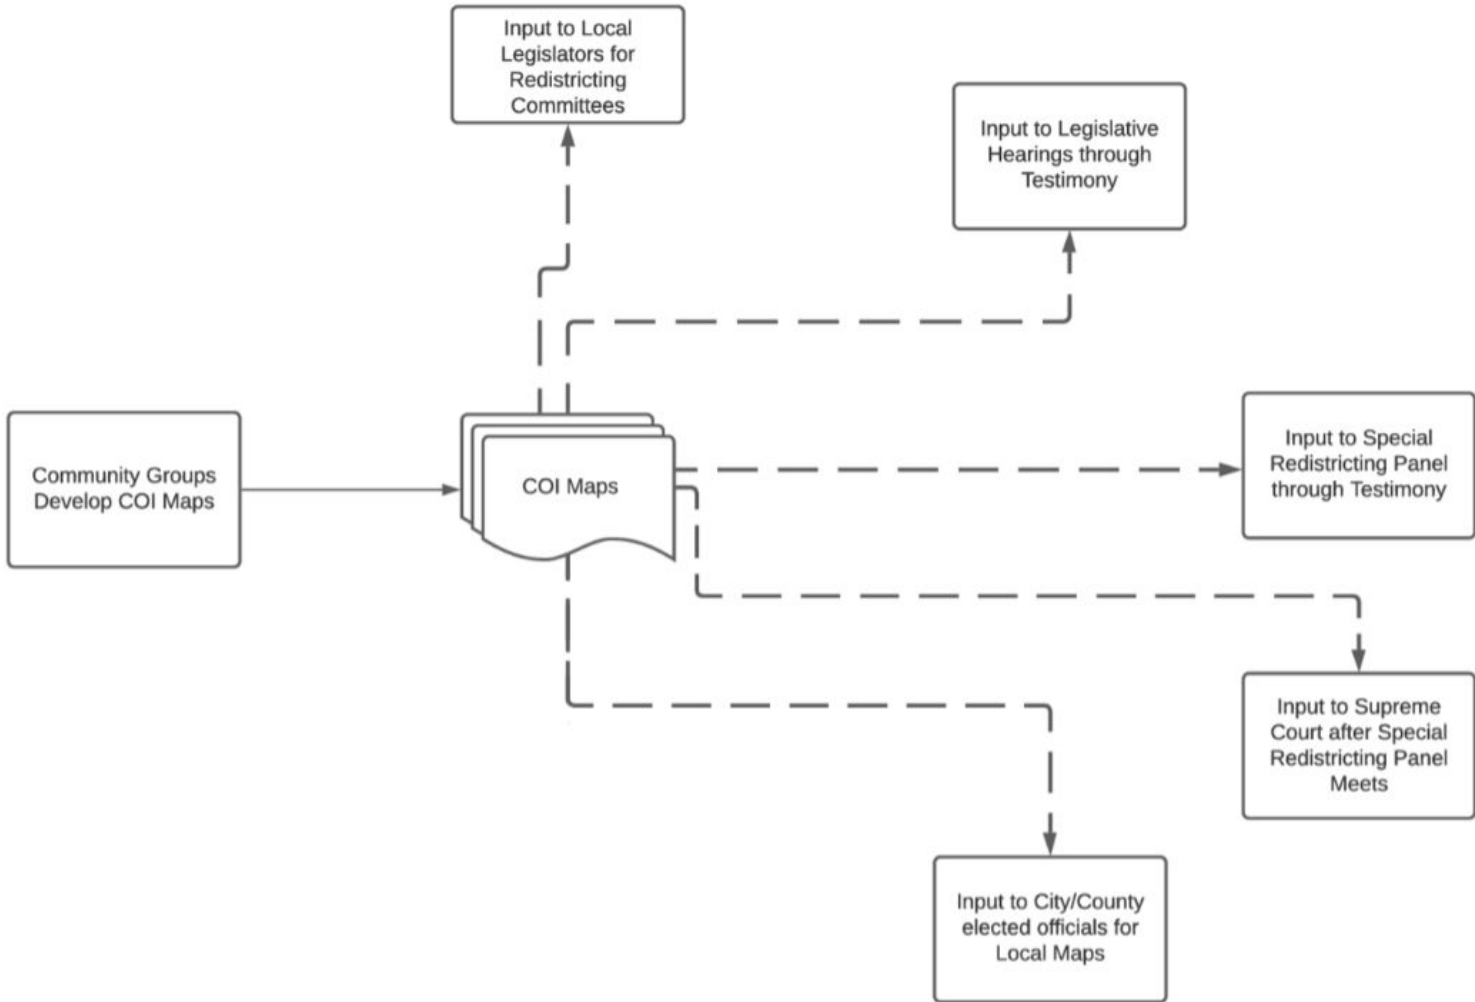 Input to Local
Legislators for
Redistricting
Committees
Input to Legislative
Hearings through
Testimony
Community Groups
Develop COI Maps
COI Maps
Input to Special
Redistricting Panel
through Testimony
Input to Supreme
Court after Special
Redistricting Panel
Meets
Input to City/County
elected officials for
Local Maps